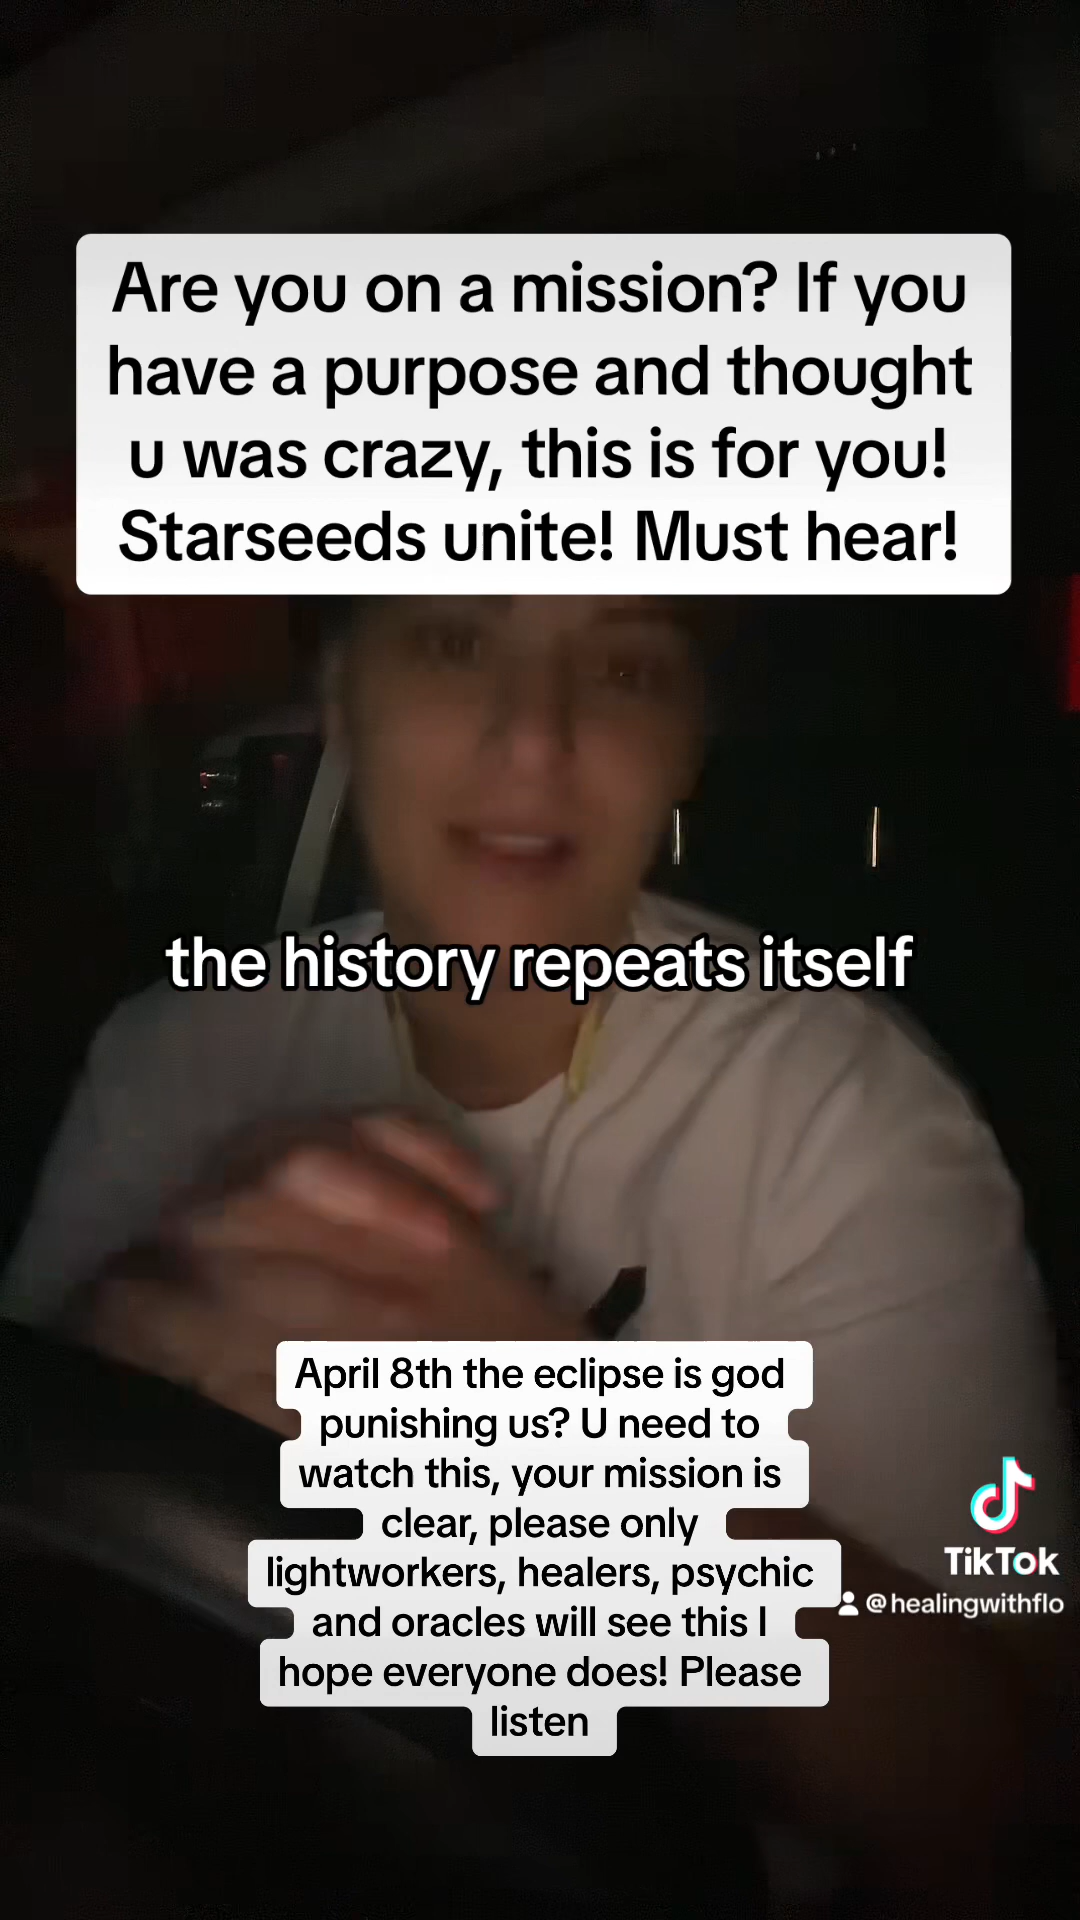 Are you on a mission? If you
have a purpose and thought
u was crazy, this is for you!
Starseeds unite! Must hear!
the history repeats itself
April 8th the eclipse is god
punishing us? U need to
watch this, your mission is
clear, please only
lightworkers, healers, psychic
and oracles will see this I
hope everyone does! Please
listen
TikTok
@healingwithflo